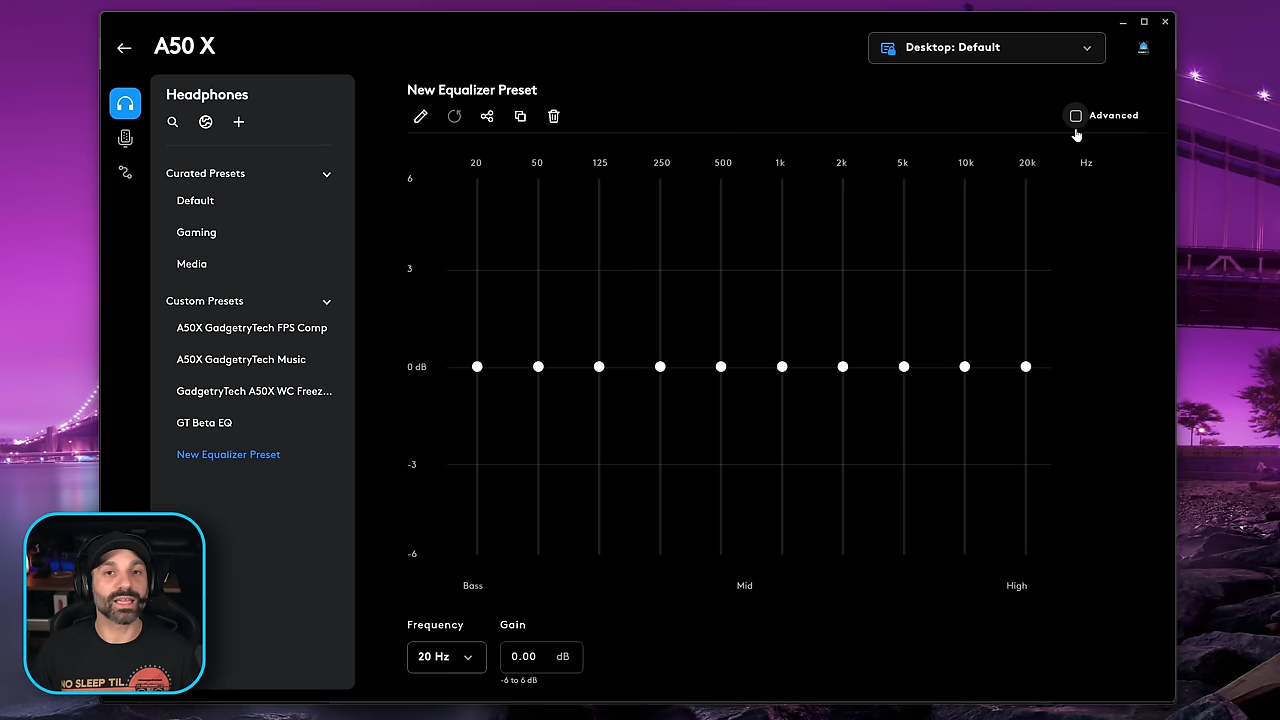 A50 X
Desktop: Default
Headphones
New Equalizer Preset
Advanced
20 50 125 250 500 1k 2k 5k 10k 20k Hz
6
3
0 dB
-3
-6
Bass Mid High
Curated Presets
Default
Gaming
Media
Custom Presets
A50X GadgetryTech FPS Comp
A50X GadgetryTech Music
GadgetryTech A50X WC Freez...
GT Beta EQ
New Equalizer Preset
Frequency Gain
20 Hz 0.00 dB
-6 to 6 dB
NO SLEEP TIL